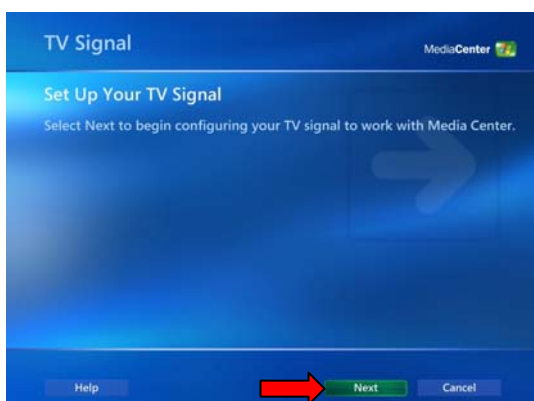 TV Signal
MediaCenter
Set Up Your TV Signal
Select Next to begin configuring your TV signal to work with Media Center.
Help Next Cancel